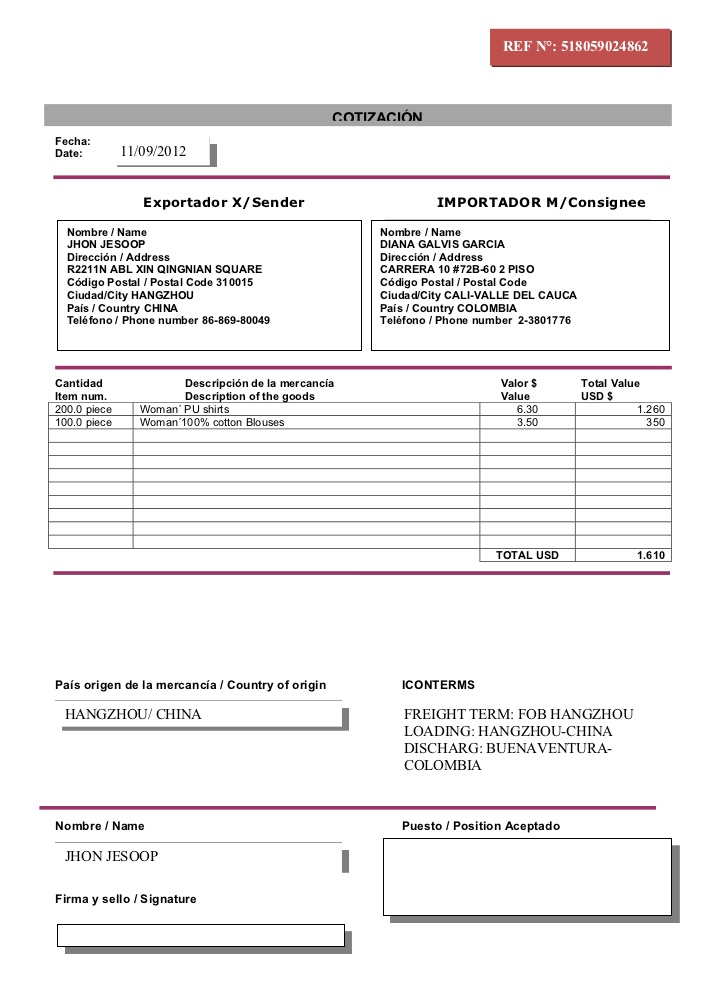 REF N°: 518059024862
COTIZACIÓN
Fecha:
Date:
11/09/2012
Exportador X/Sender
Nombre / Name
JHON JESOOP
Dirección / Address
R2211N ABL XIN QINGNIAN SQUARE
Código Postal / Postal Code 310015
Ciudad/City HANGZHOU
País / Country CHINA
Teléfono / Phone number 86-869-80049
IMPORTADOR M/Consignee
Nombre / Name
DIANA GALVIS GARCIA
Dirección / Address
CARRERA 10 #72B-60 2 PISO
Código Postal / Postal Code
Ciudad/City CALI-VALLE DEL CAUCA
País / Country COLOMBIA
Teléfono / Phone number 2-3801776
Cantidad Descripción de la mercancía Valor $ Total Value
Item num. Description of the goods Value USD $
200.0 piece Woman´ PU shirts 6.30 1.260
100.0 piece Woman´100% cotton Blouses 3.50 350
TOTAL USD 1.610
País origen de la mercancía / Country of origin
HANGZHOU/ CHINA
ICONTERMS
FREIGHT TERM: FOB HANGZHOU
LOADING: HANGZHOU-CHINA
DISCHARG: BUENAVENTURA-
COLOMBIA
Nombre / Name
JHON JESOOP
Firma y sello / Signature
Puesto / Position Aceptado